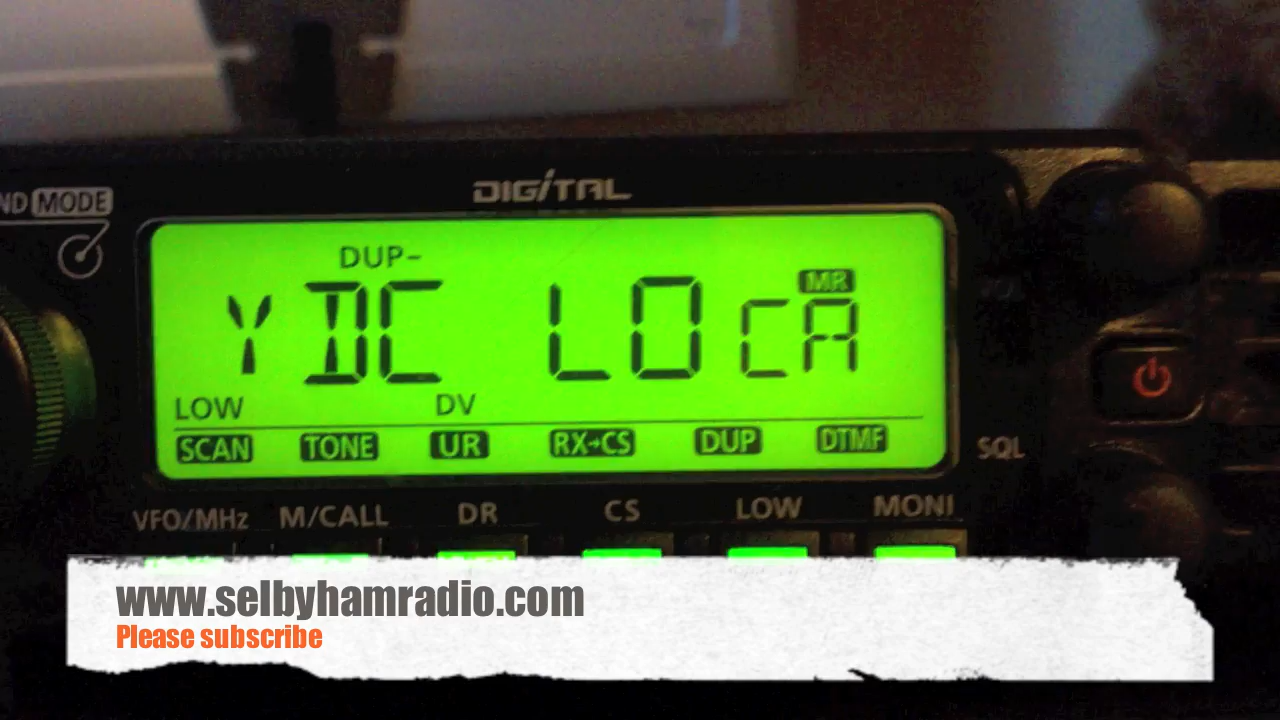 DIGITAL
ND MODE
DUP-
MR
YDC LOCA
LOW DV
SCAN TONE UR RX→CS DUP DTMF
SQL
VFO/MHz M/CALL DR CS LOW MONI
www.selbyhamradio.com
Please subscribe